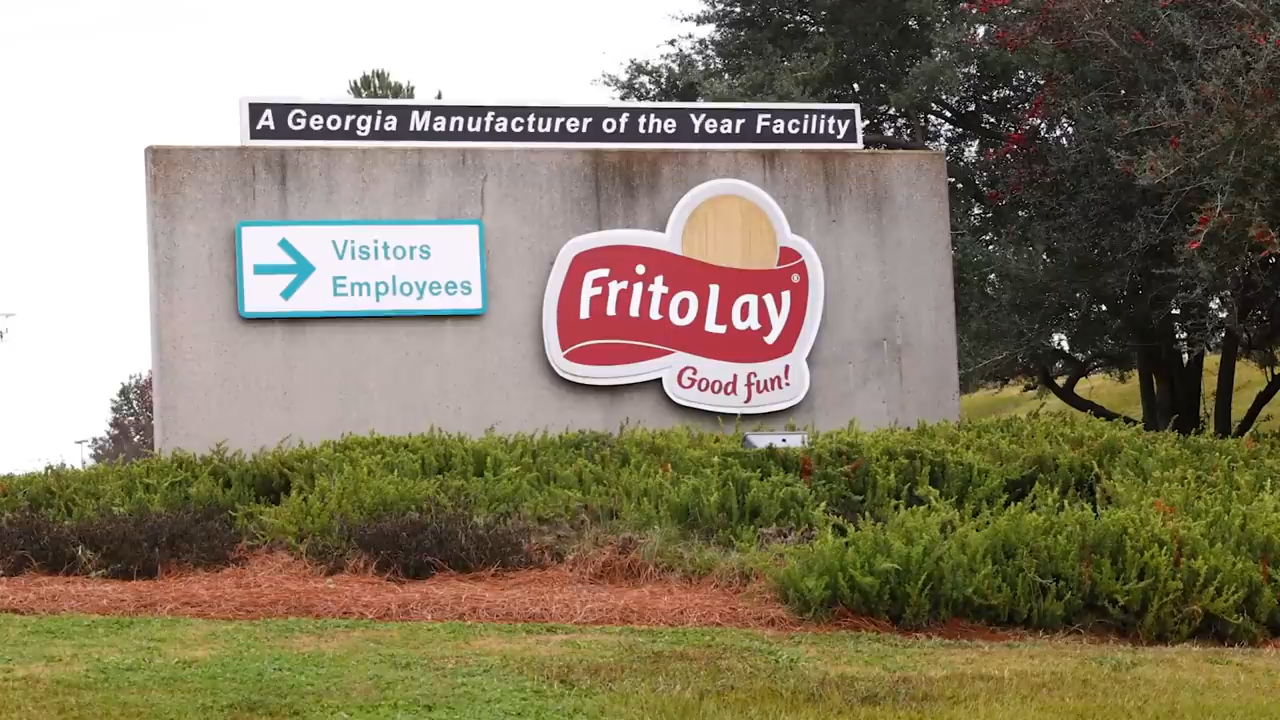 A Georgia Manufacturer of the Year Facility
Visitors
Employees
FritoLay®
Good fun!